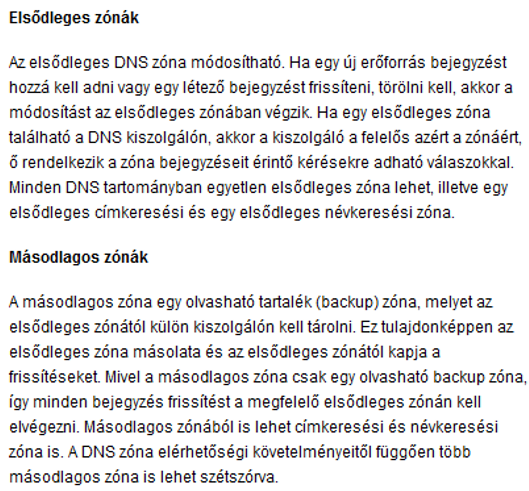 Elsődleges zónák
Az elsődleges DNS zóna módosítható. Ha egy új erőforrás bejegyzést
hozzá kell adni vagy egy létező bejegyzést frissíteni, törölni kell, akkor a
módosítást az elsődleges zónában végzik. Ha egy elsődleges zóna
található a DNS kiszolgálón, akkor a kiszolgáló a felelős azért a zónáért,
ő rendelkezik a zóna bejegyzéseit érintő kérésekre adható válaszokkal.
Minden DNS tartományban egyetlen elsődleges zóna lehet, illetve egy
elsődleges címkeresési és egy elsődleges névkeresési zóna.
Másodlagos zónák
A másodlagos zóna egy olvasható tartalék (backup) zóna, melyet az
elsődleges zónától külön kiszolgálón kell tárolni. Ez tulajdonképpen az
elsődleges zóna másolata és az elsődleges zónától kapja a
frissítéseket. Mivel a másodlagos zóna csak egy olvasható backup zóna,
így minden bejegyzés frissítést a megfelelő elsődleges zónán kell
elvégezni. Másodlagos zónából is lehet címkeresési és névkeresési
zóna is. A DNS zóna elérhetőségi követelményeitől függően több
másodlagos zóna is lehet szétszórva.